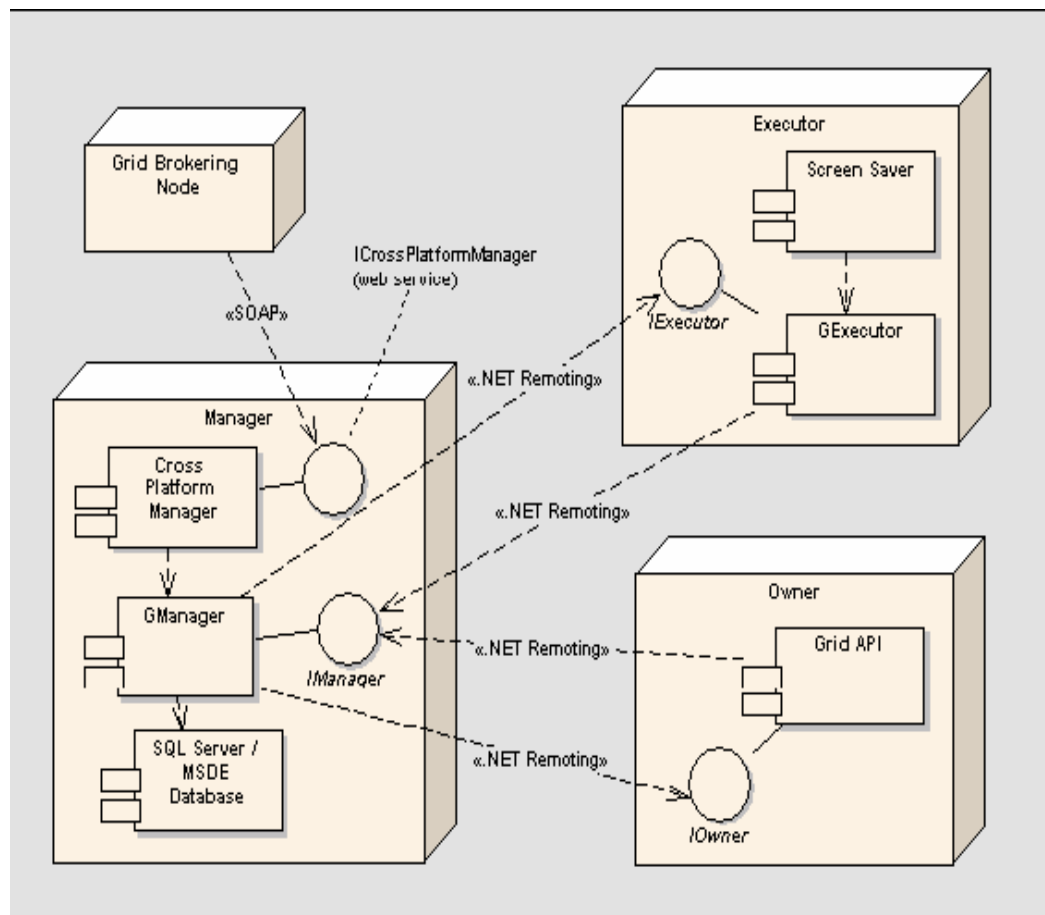 Executor
Screen Saver
Grid Brokering
Node
ICrossPlatformManager
(web service)
«SOAP»
IExecutor
GExecutor
«.NET Remoting»
Manager
Cross
Platform
Manager
«.NET Remoting»
Owner
GManager
Grid API
«.NET Remoting»
IManager
SQL Server /
MSDE
Database
«.NET Remoting»
IOwner